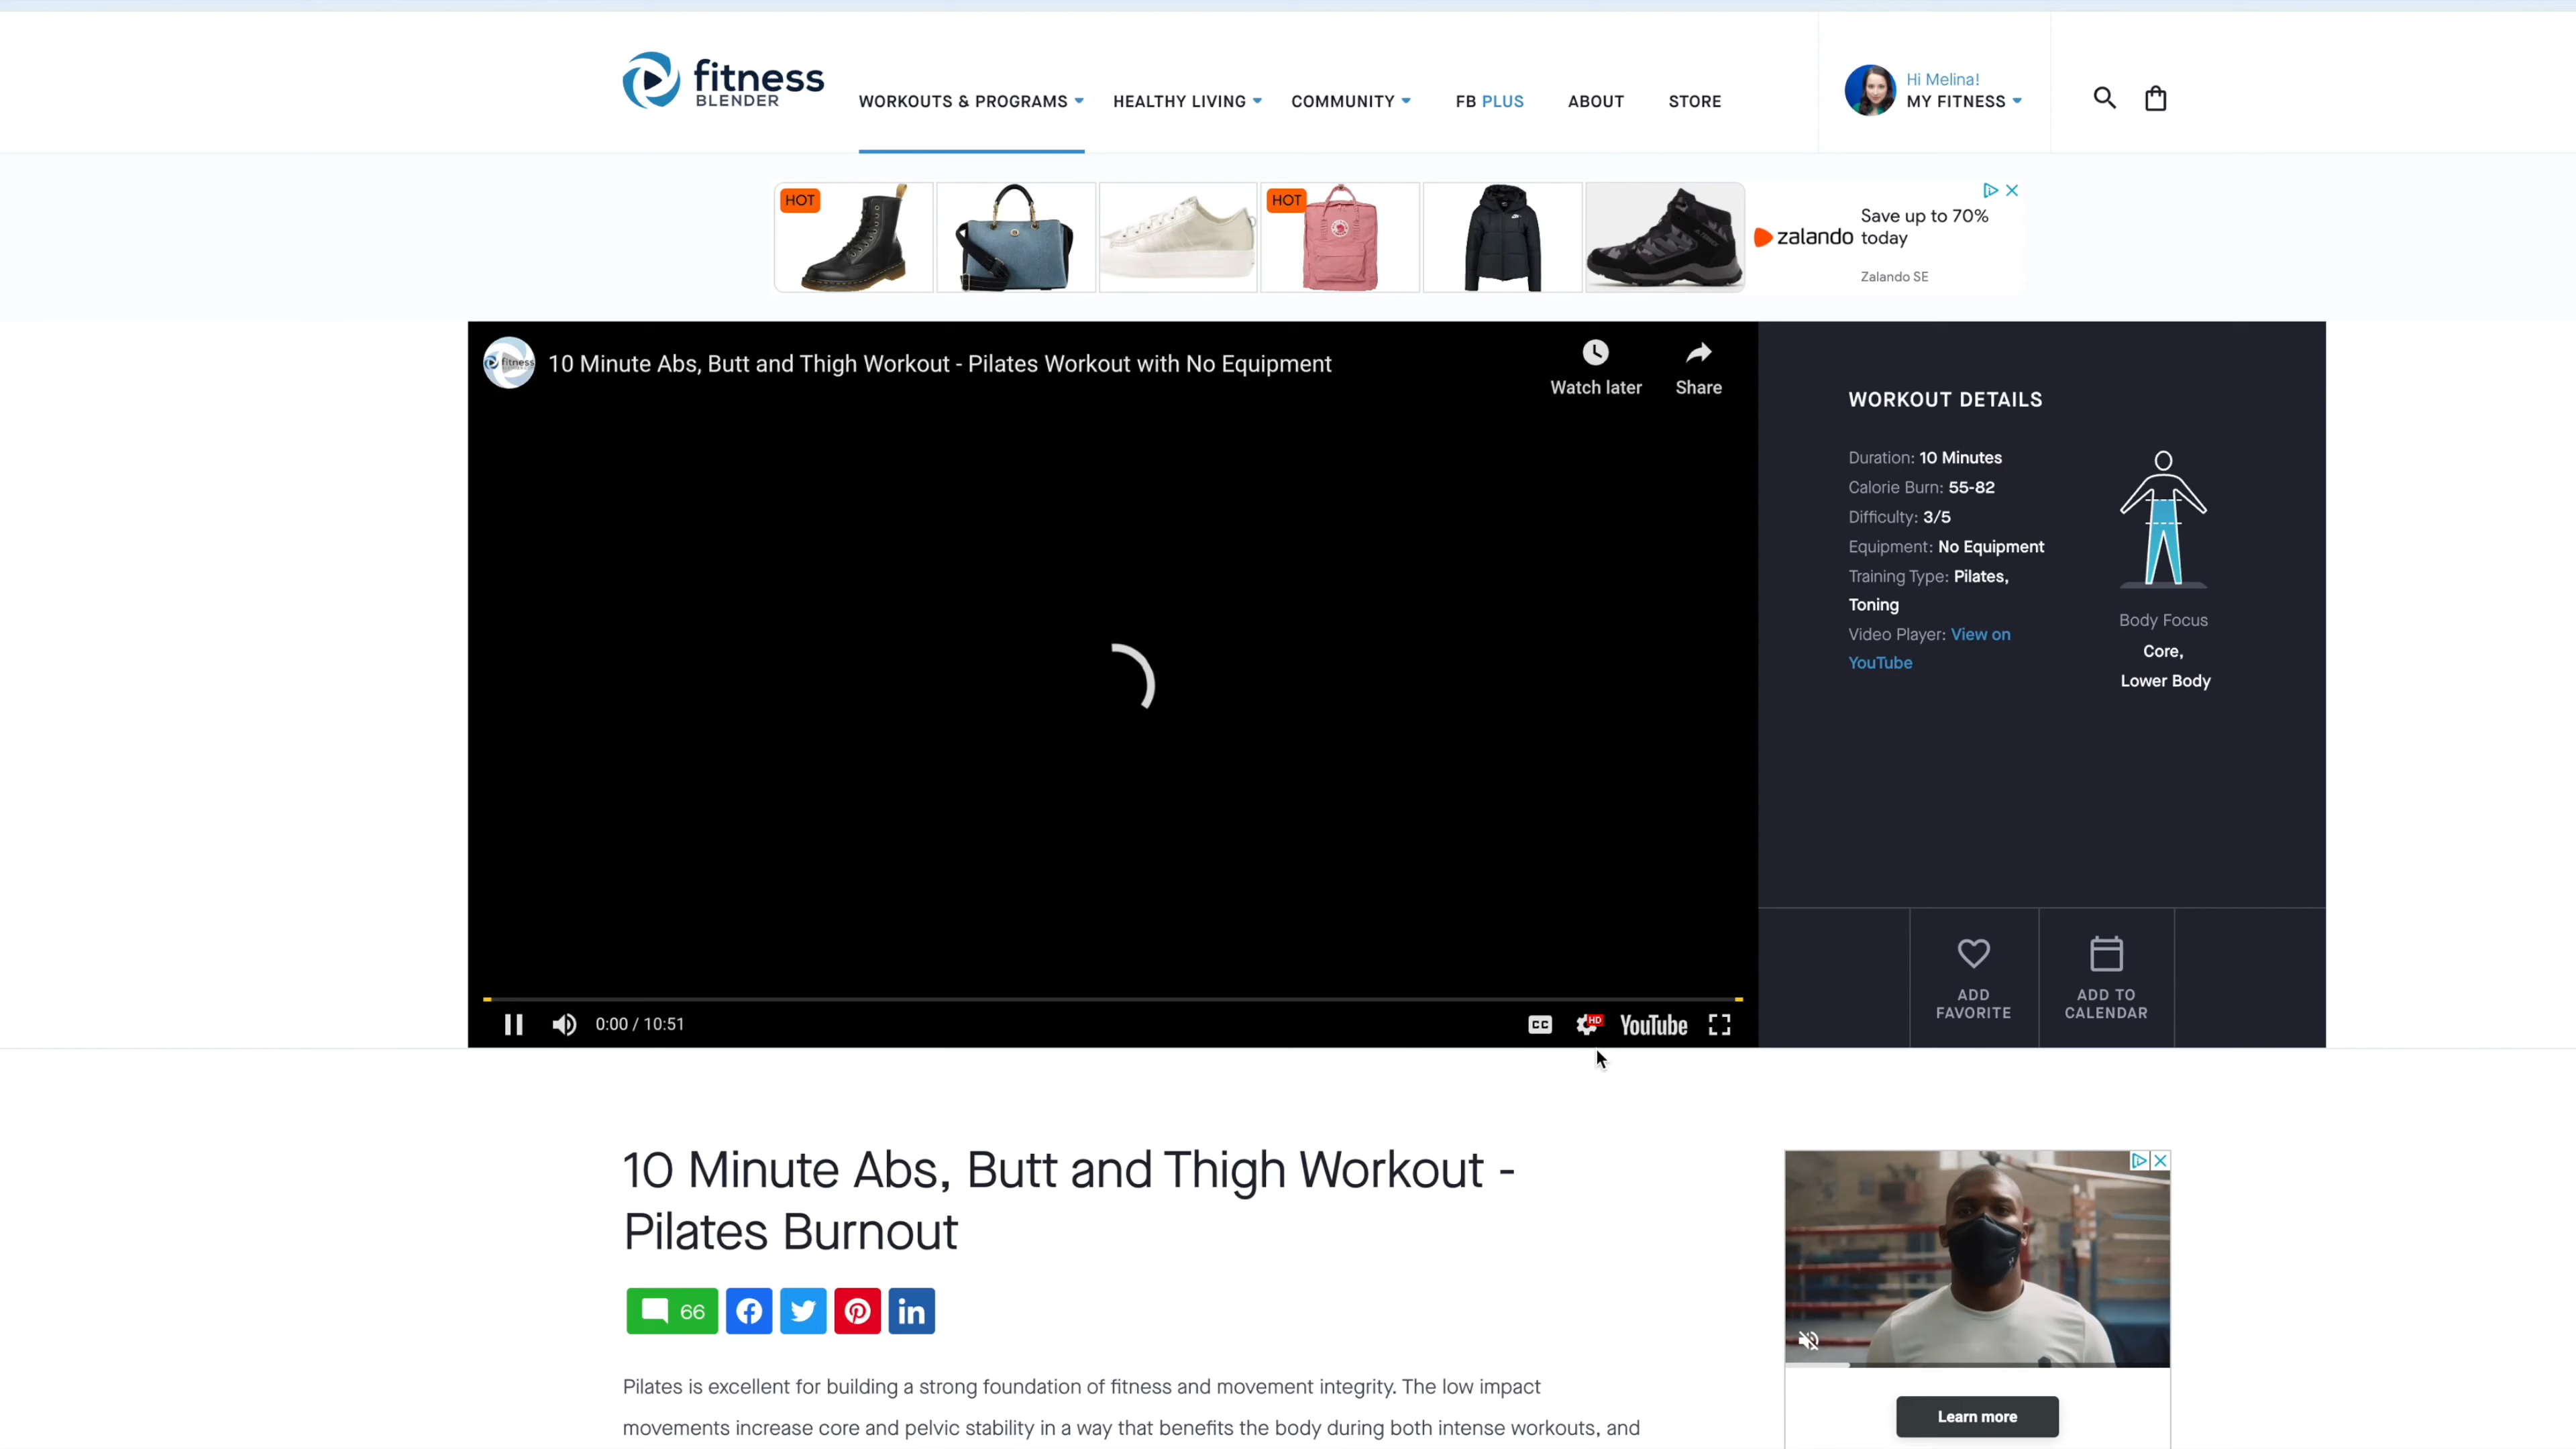 fitness
BLENDER
WORKOUTS & PROGRAMS
HEALTHY LIVING
COMMUNITY
FB PLUS
ABOUT
STORE
Hi Melina!
MY FITNESS
HOT
HOT
zalando
Save up to 70%
today
Zalando SE
fitness
10 Minute Abs, Butt and Thigh Workout - Pilates Workout with No Equipment
Watch later
Share
0:00 / 10:51
CC
HD
YouTube
WORKOUT DETAILS
Duration: 10 Minutes
Calorie Burn: 55-82
Difficulty: 3/5
Equipment: No Equipment
Training Type: Pilates,
Toning
Video Player: View on
YouTube
Body Focus
Core,
Lower Body
ADD
FAVORITE
ADD TO
CALENDAR
10 Minute Abs, Butt and Thigh Workout -
Pilates Burnout
66
Pilates is excellent for building a strong foundation of fitness and movement integrity. The low impact
movements increase core and pelvic stability in a way that benefits the body during both intense workouts, and
Learn more